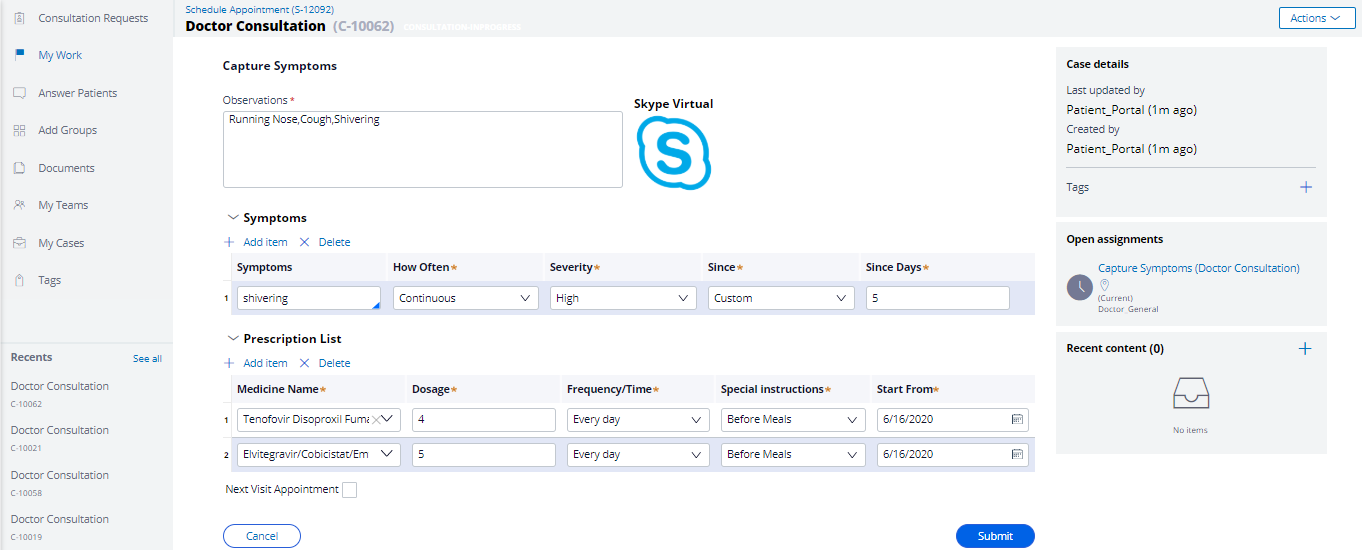 Consultation Requests
My Work
Answer Patients
Add Groups
Documents
My Teams
My Cases
Tags
Recents See all
Doctor Consultation
C-10062
Doctor Consultation
C-10021
Doctor Consultation
C-10058
Doctor Consultation
C-10019
Schedule Appointment (S-12092)
Doctor Consultation (C-10062) CONSULTATION-INPROGRESS
Actions
Capture Symptoms
Observations *
Running Nose,Cough,Shivering
Skype Virtual
S
Symptoms
Add item Delete
Symptoms How Often* Severity* Since* Since Days*
1 shivering Continuous High Custom 5
Prescription List
Add item Delete
Medicine Name* Dosage* Frequency/Time* Special instructions* Start From*
1 Tenofovir Disoproxil Fuma 4 Every day Before Meals 6/16/2020
2 Elvitegravir/Cobicistat/Em 5 Every day Before Meals 6/16/2020
Next Visit Appointment
Cancel Submit
Case details
Last updated by
Patient_Portal (1m ago)
Created by
Patient_Portal (1m ago)
Tags
Open assignments
Capture Symptoms (Doctor Consultation)
(Current)
Doctor_General
Recent content (0)
No items